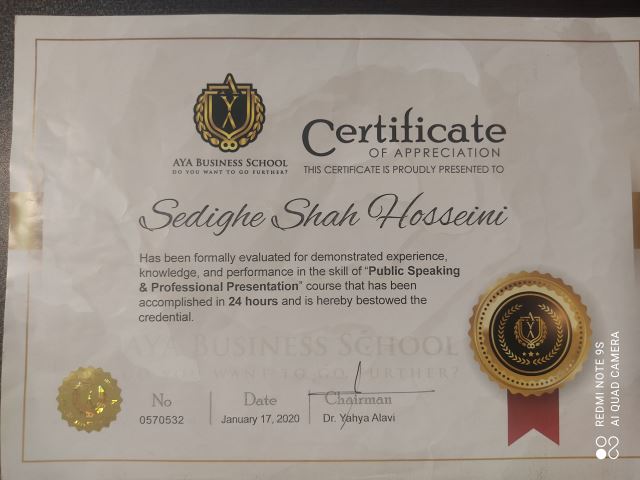 AYA BUSINESS SCHOOL
DO YOU WANT TO GO FURTHER?
Certificate
OF APPRECIATION
THIS CERTIFICATE IS PROUDLY PRESENTED TO
Sedighe Shah Hosseini
Has been formally evaluated for demonstrated experience,
knowledge, and performance in the skill of “Public Speaking
& Professional Presentation” course that has been
accomplished in 24 hours and is hereby bestowed the
credential.
AYA BUSINESS SCHOOL
DO YOU WANT TO GO FURTHER?
No
0570532
Date
January 17, 2020
Chairman
Dr. Yahya Alavi
REDMI NOTE 9S
AI QUAD CAMERA